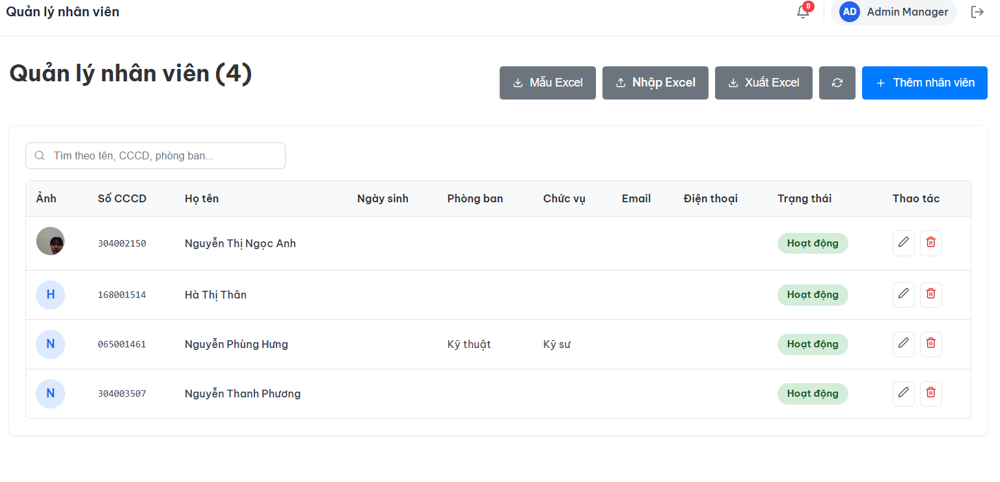 Quản lý nhân viên
8
AD Admin Manager
Quản lý nhân viên (4)
Mẫu Excel
Nhập Excel
Xuất Excel
Thêm nhân viên
Tìm theo tên, CCCD, phòng ban...
Ảnh Số CCCD Họ tên Ngày sinh Phòng ban Chức vụ Email Điện thoại Trạng thái Thao tác
304002150 Nguyễn Thị Ngọc Anh Hoạt động
H 168001514 Hà Thị Thân Hoạt động
N 065001461 Nguyễn Phùng Hưng Kỹ thuật Kỹ sư Hoạt động
N 304003507 Nguyễn Thanh Phương Hoạt động